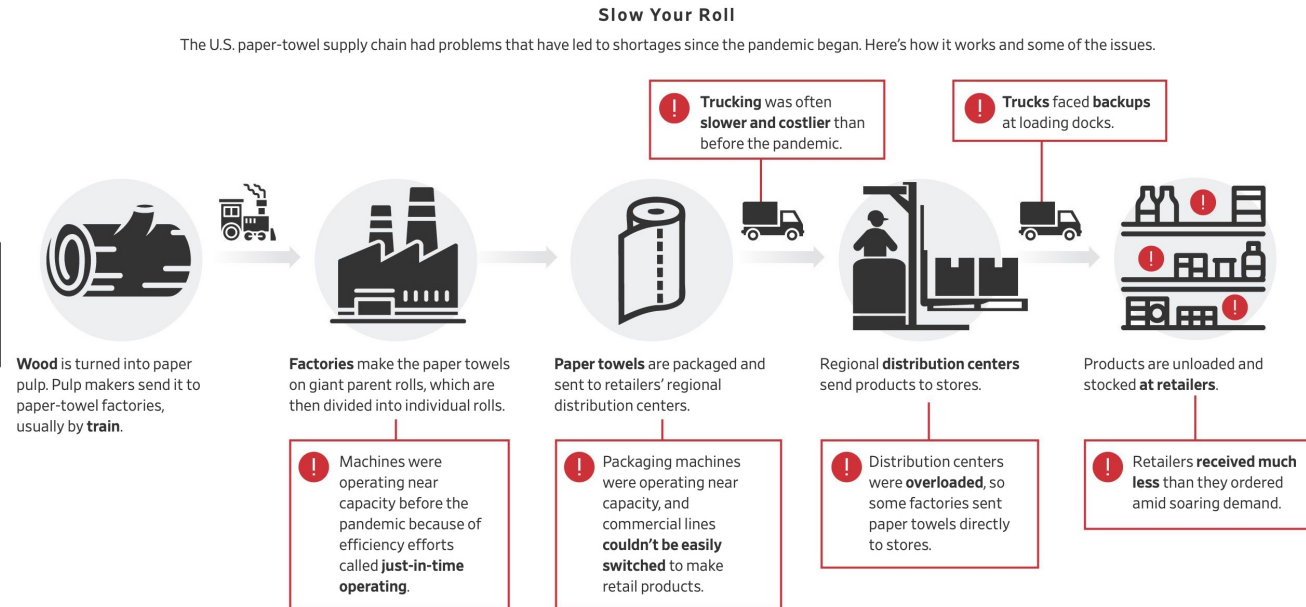 Slow Your Roll
The U.S. paper-towel supply chain had problems that have led to shortages since the pandemic began. Here’s how it works and some of the issues.
Trucking was often
slower and costlier than
before the pandemic.
Trucks faced backups
at loading docks.
Wood is turned into paper
pulp. Pulp makers send it to
paper-towel factories,
usually by train.
Factories make the paper towels
on giant parent rolls, which are
then divided into individual rolls.
Paper towels are packaged and
sent to retailers’ regional
distribution centers.
Regional distribution centers
send products to stores.
Products are unloaded and
stocked at retailers.
Machines were
operating near
capacity before the
pandemic because of
efficiency efforts
called just-in-time
operating.
Packaging machines
were operating near
capacity, and
commercial lines
couldn’t be easily
switched to make
retail products.
Distribution centers
were overloaded, so
some factories sent
paper towels directly
to stores.
Retailers received much
less than they ordered
amid soaring demand.